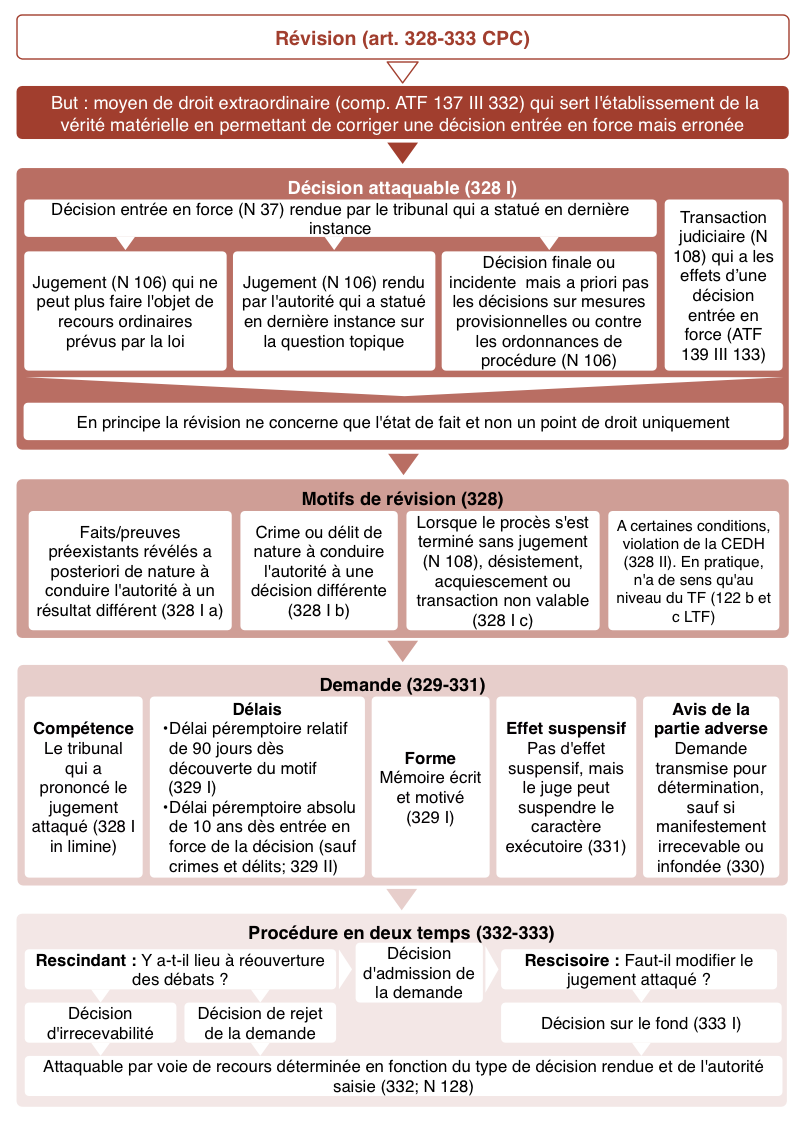 Révision (art. 328-333 CPC)
But : moyen de droit extraordinaire (comp. ATF 137 III 332) qui sert l'établissement de la
vérité matérielle en permettant de corriger une décision entrée en force mais erronée
Décision attaquable (328 I)
Décision entrée en force (N 37) rendue par le tribunal qui a statué en dernière
instance
Jugement (N 106) qui ne
peut plus faire l'objet de
recours ordinaires
prévus par la loi
Jugement (N 106) rendu
par l'autorité qui a statué
en dernière instance sur
la question topique
Décision finale ou
incidente mais a priori pas
les décisions sur mesures
provisionnelles ou contre
les ordonnances de
procédure (N 106)
Transaction
judiciaire (N
108) qui a les
effets d’une
décision
entrée en
force (ATF
139 III 133)
En principe la révision ne concerne que l'état de fait et non un point de droit uniquement
Motifs de révision (328)
Faits/preuves
préexistants révélés a
posteriori de nature à
conduire l'autorité à un
résultat différent (328 I a)
Crime ou délit de
nature à conduire
l'autorité à une
décision différente
(328 I b)
Lorsque le procès s'est
terminé sans jugement
(N 108), désistement,
acquiescement ou
transaction non valable
(328 I c)
A certaines conditions,
violation de la CEDH
(328 II). En pratique,
n'a de sens qu'au
niveau du TF (122 b et
c LTF)
Demande (329-331)
Compétence
Le tribunal
qui a
prononcé le
jugement
attaqué (328 I
in limine)
Délais
•Délai péremptoire relatif
de 90 jours dès
découverte du motif
(329 I)
•Délai péremptoire absolu
de 10 ans dès entrée en
force de la décision (sauf
crimes et délits; 329 II)
Forme
Mémoire écrit
et motivé
(329 I)
Effet suspensif
Pas d'effet
suspensif, mais
le juge peut
suspendre le
caractère
exécutoire (331)
Avis de la
partie adverse
Demande
transmise pour
détermination,
sauf si
manifestement
irrecevable ou
infondée (330)
Procédure en deux temps (332-333)
Rescindant : Y a-t-il lieu à réouverture
des débats ?
Décision
d'admission de
la demande
Rescisoire : Faut-il modifier le
jugement attaqué ?
Décision
d'irrecevabilité
Décision de rejet
de la demande
Décision sur le fond (333 I)
Attaquable par voie de recours déterminée en fonction du type de décision rendue et de l'autorité
saisie (332; N 128)